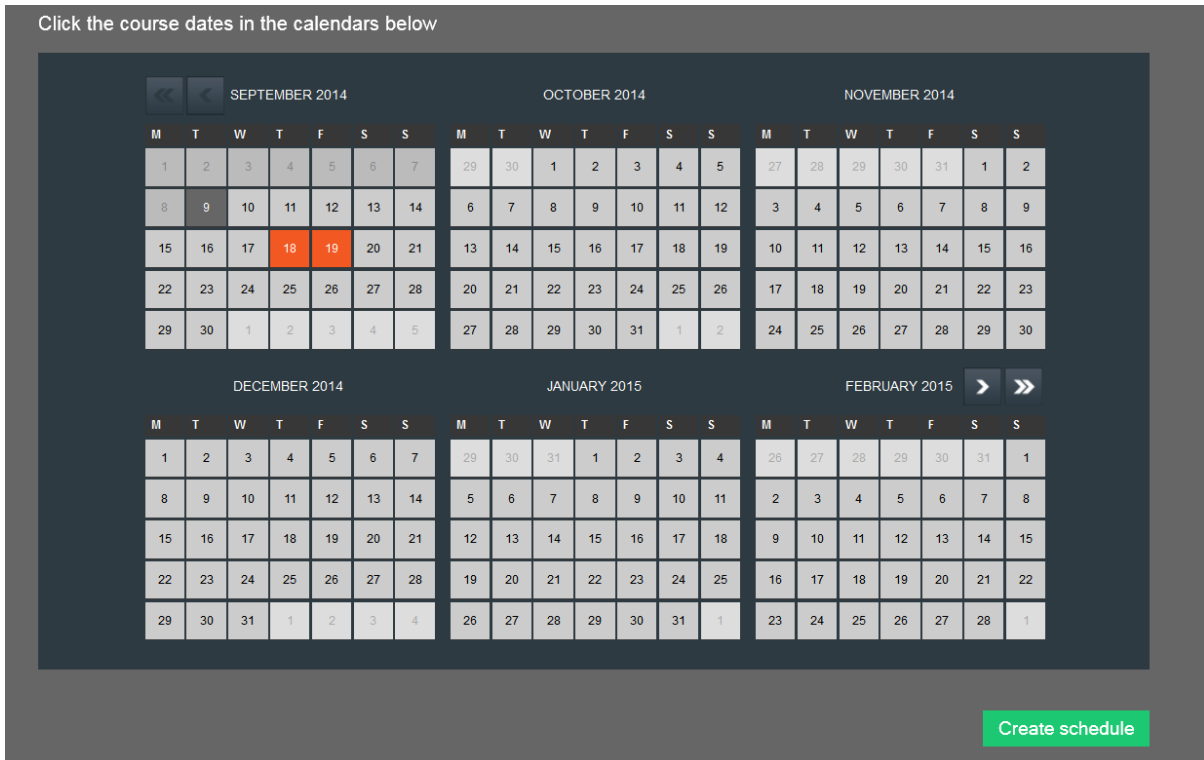 Click the course dates in the calendars below
SEPTEMBER 2014 OCTOBER 2014 NOVEMBER 2014
M T W T F S S M T W T F S S M T W T F S S
1 2 3 4 5 6 7 29 30 1 2 3 4 5 27 28 29 30 31 1 2
8 9 10 11 12 13 14 6 7 8 9 10 11 12 3 4 5 6 7 8 9
15 16 17 18 19 20 21 13 14 15 16 17 18 19 10 11 12 13 14 15 16
22 23 24 25 26 27 28 20 21 22 23 24 25 26 17 18 19 20 21 22 23
29 30 1 2 3 4 5 27 28 29 30 31 1 2 24 25 26 27 28 29 30
DECEMBER 2014 JANUARY 2015 FEBRUARY 2015
M T W T F S S M T W T F S S M T W T F S S
1 2 3 4 5 6 7 29 30 31 1 2 3 4 26 27 28 29 30 31 1
8 9 10 11 12 13 14 5 6 7 8 9 10 11 2 3 4 5 6 7 8
15 16 17 18 19 20 21 12 13 14 15 16 17 18 9 10 11 12 13 14 15
22 23 24 25 26 27 28 19 20 21 22 23 24 25 16 17 18 19 20 21 22
29 30 31 1 2 3 4 26 27 28 29 30 31 1 23 24 25 26 27 28 1
Create schedule